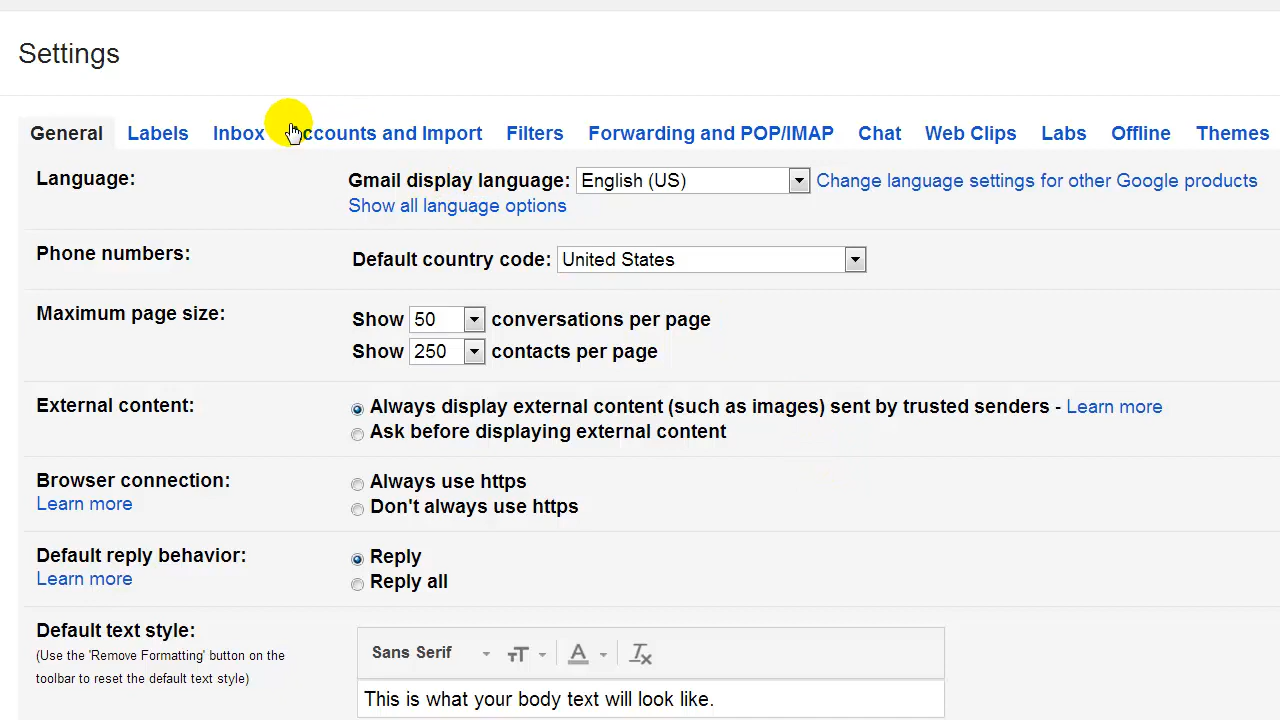 Settings
General Labels Inbox Accounts and Import Filters Forwarding and POP/IMAP Chat Web Clips Labs Offline Themes
Language: Gmail display language: English (US) Change language settings for other Google products
Show all language options
Phone numbers: Default country code: United States
Maximum page size: Show 50 conversations per page
Show 250 contacts per page
External content: Always display external content (such as images) sent by trusted senders - Learn more
Ask before displaying external content
Browser connection: Always use https
Learn more Don't always use https
Default reply behavior: Reply
Learn more Reply all
Default text style:
(Use the 'Remove Formatting' button on the
toolbar to reset the default text style)
Sans Serif TT A Tx
This is what your body text will look like.